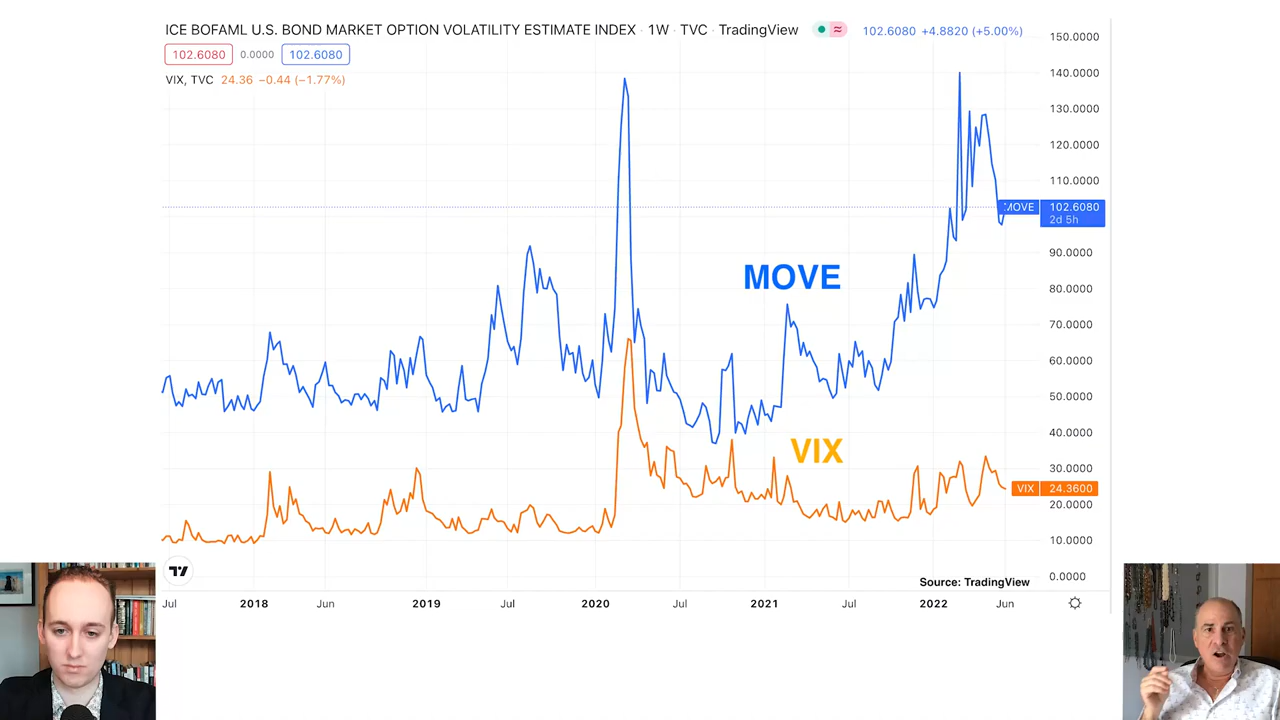 ICE BOFAML U.S. BOND MARKET OPTION VOLATILITY ESTIMATE INDEX · 1W · TVC · TradingView
102.6080 +4.8820 (+5.00%)
102.6080 0.0000 102.6080
VIX, TVC 24.36 −0.44 (−1.77%)
150.0000
140.0000
130.0000
120.0000
110.0000
MOVE 102.6080
2d 5h
90.0000
80.0000
70.0000
60.0000
50.0000
40.0000
30.0000
VIX 24.3600
20.0000
10.0000
0.0000
MOVE
VIX
Source: TradingView
Jul 2018 Jun 2019 Jul 2020 Jul 2021 Jul 2022 Jun